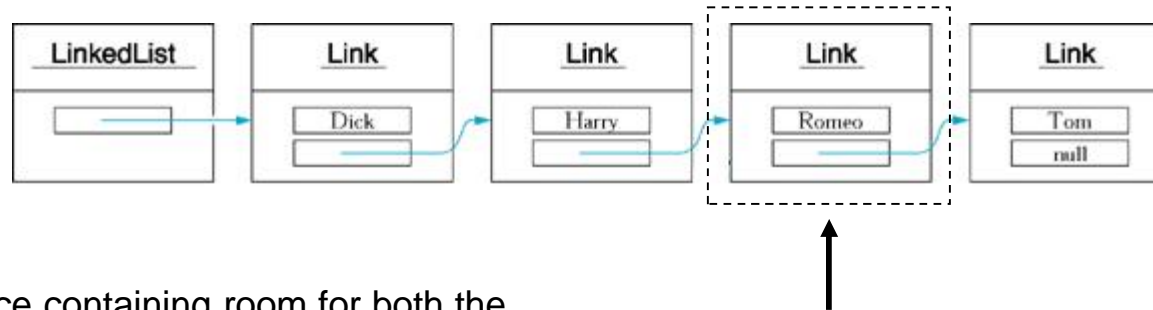 LinkedList Link Link Link Link
Dick Harry Romeo Tom
null
ce containing room for both the